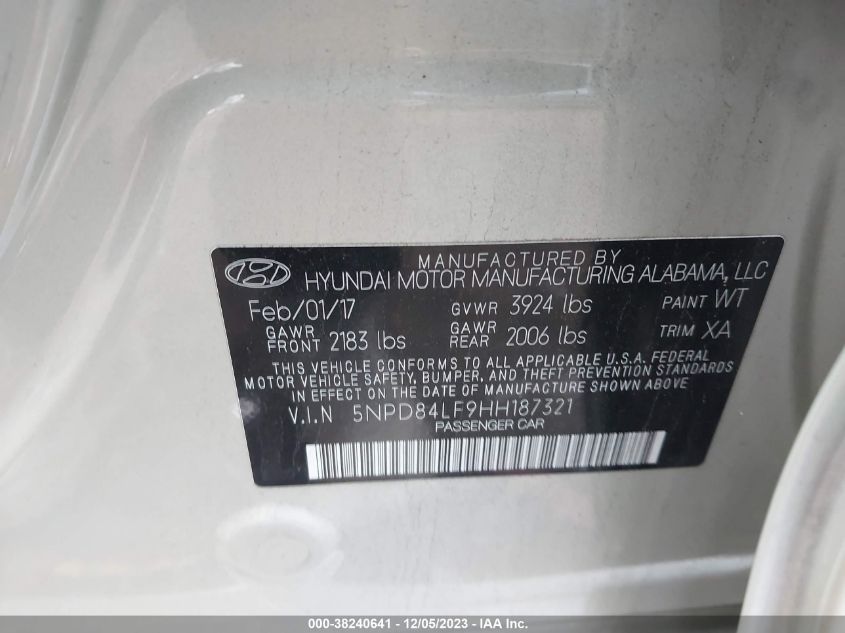 MANUFACTURED BY
HYUNDAI MOTOR MANUFACTURING ALABAMA, LLC
Feb/01/17 GVWR 3924 lbs PAINT WT
GAWR FRONT 2183 lbs GAWR REAR 2006 lbs TRIM XA
THIS VEHICLE CONFORMS TO ALL APPLICABLE U.S.A. FEDERAL
MOTOR VEHICLE SAFETY, BUMPER, AND THEFT PREVENTION STANDARDS
IN EFFECT ON THE DATE OF MANUFACTURE SHOWN ABOVE
V.I.N 5NPD84LF9HH187321
PASSENGER CAR
000-38240641 - 12/05/2023 - IAA Inc.